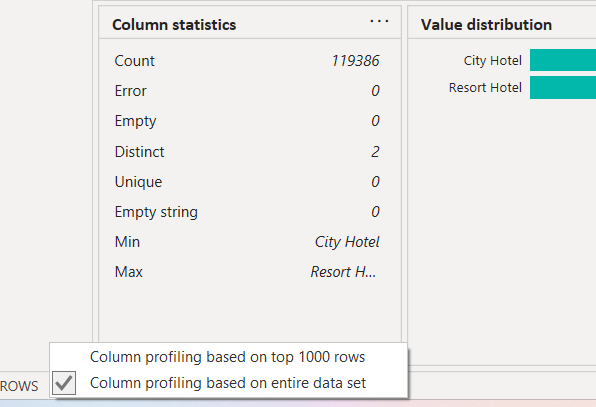 Column statistics ...
Count 119386
Error 0
Empty 0
Distinct 2
Unique 0
Empty string 0
Min City Hotel
Max Resort H...
Value distribution
City Hotel
Resort Hotel
Column profiling based on top 1000 rows
ROWS
Column profiling based on entire data set